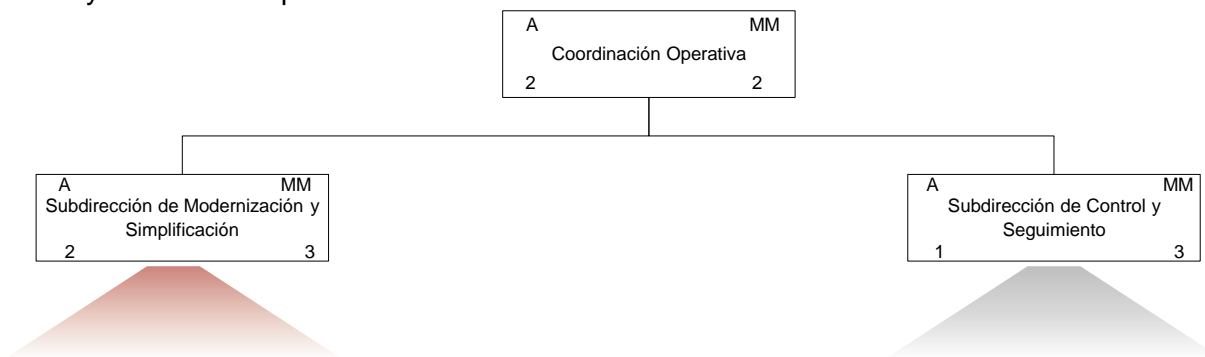 A MM
Coordinación Operativa
2 2
A MM
Subdirección de Modernización y
Simplificación
2 3
A MM
Subdirección de Control y
Seguimiento
1 3